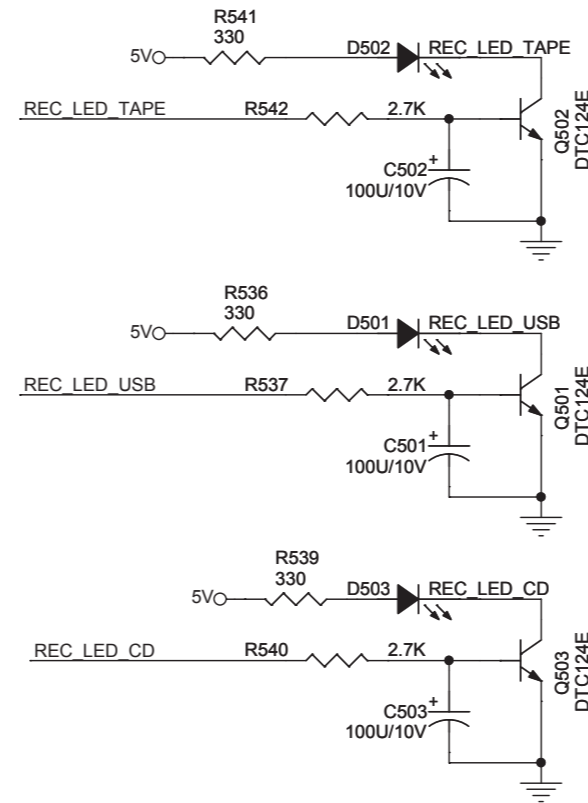 R541
330
5V
D502
REC_LED_TAPE
REC_LED_TAPE
R542
2.7K
Q502
DTC124E
C502
+
100U/10V
R536
330
5V
D501
REC_LED_USB
REC_LED_USB
R537
2.7K
Q501
DTC124E
C501
+
100U/10V
R539
330
5V
D503
REC_LED_CD
REC_LED_CD
R540
2.7K
Q503
DTC124E
C503
+
100U/10V